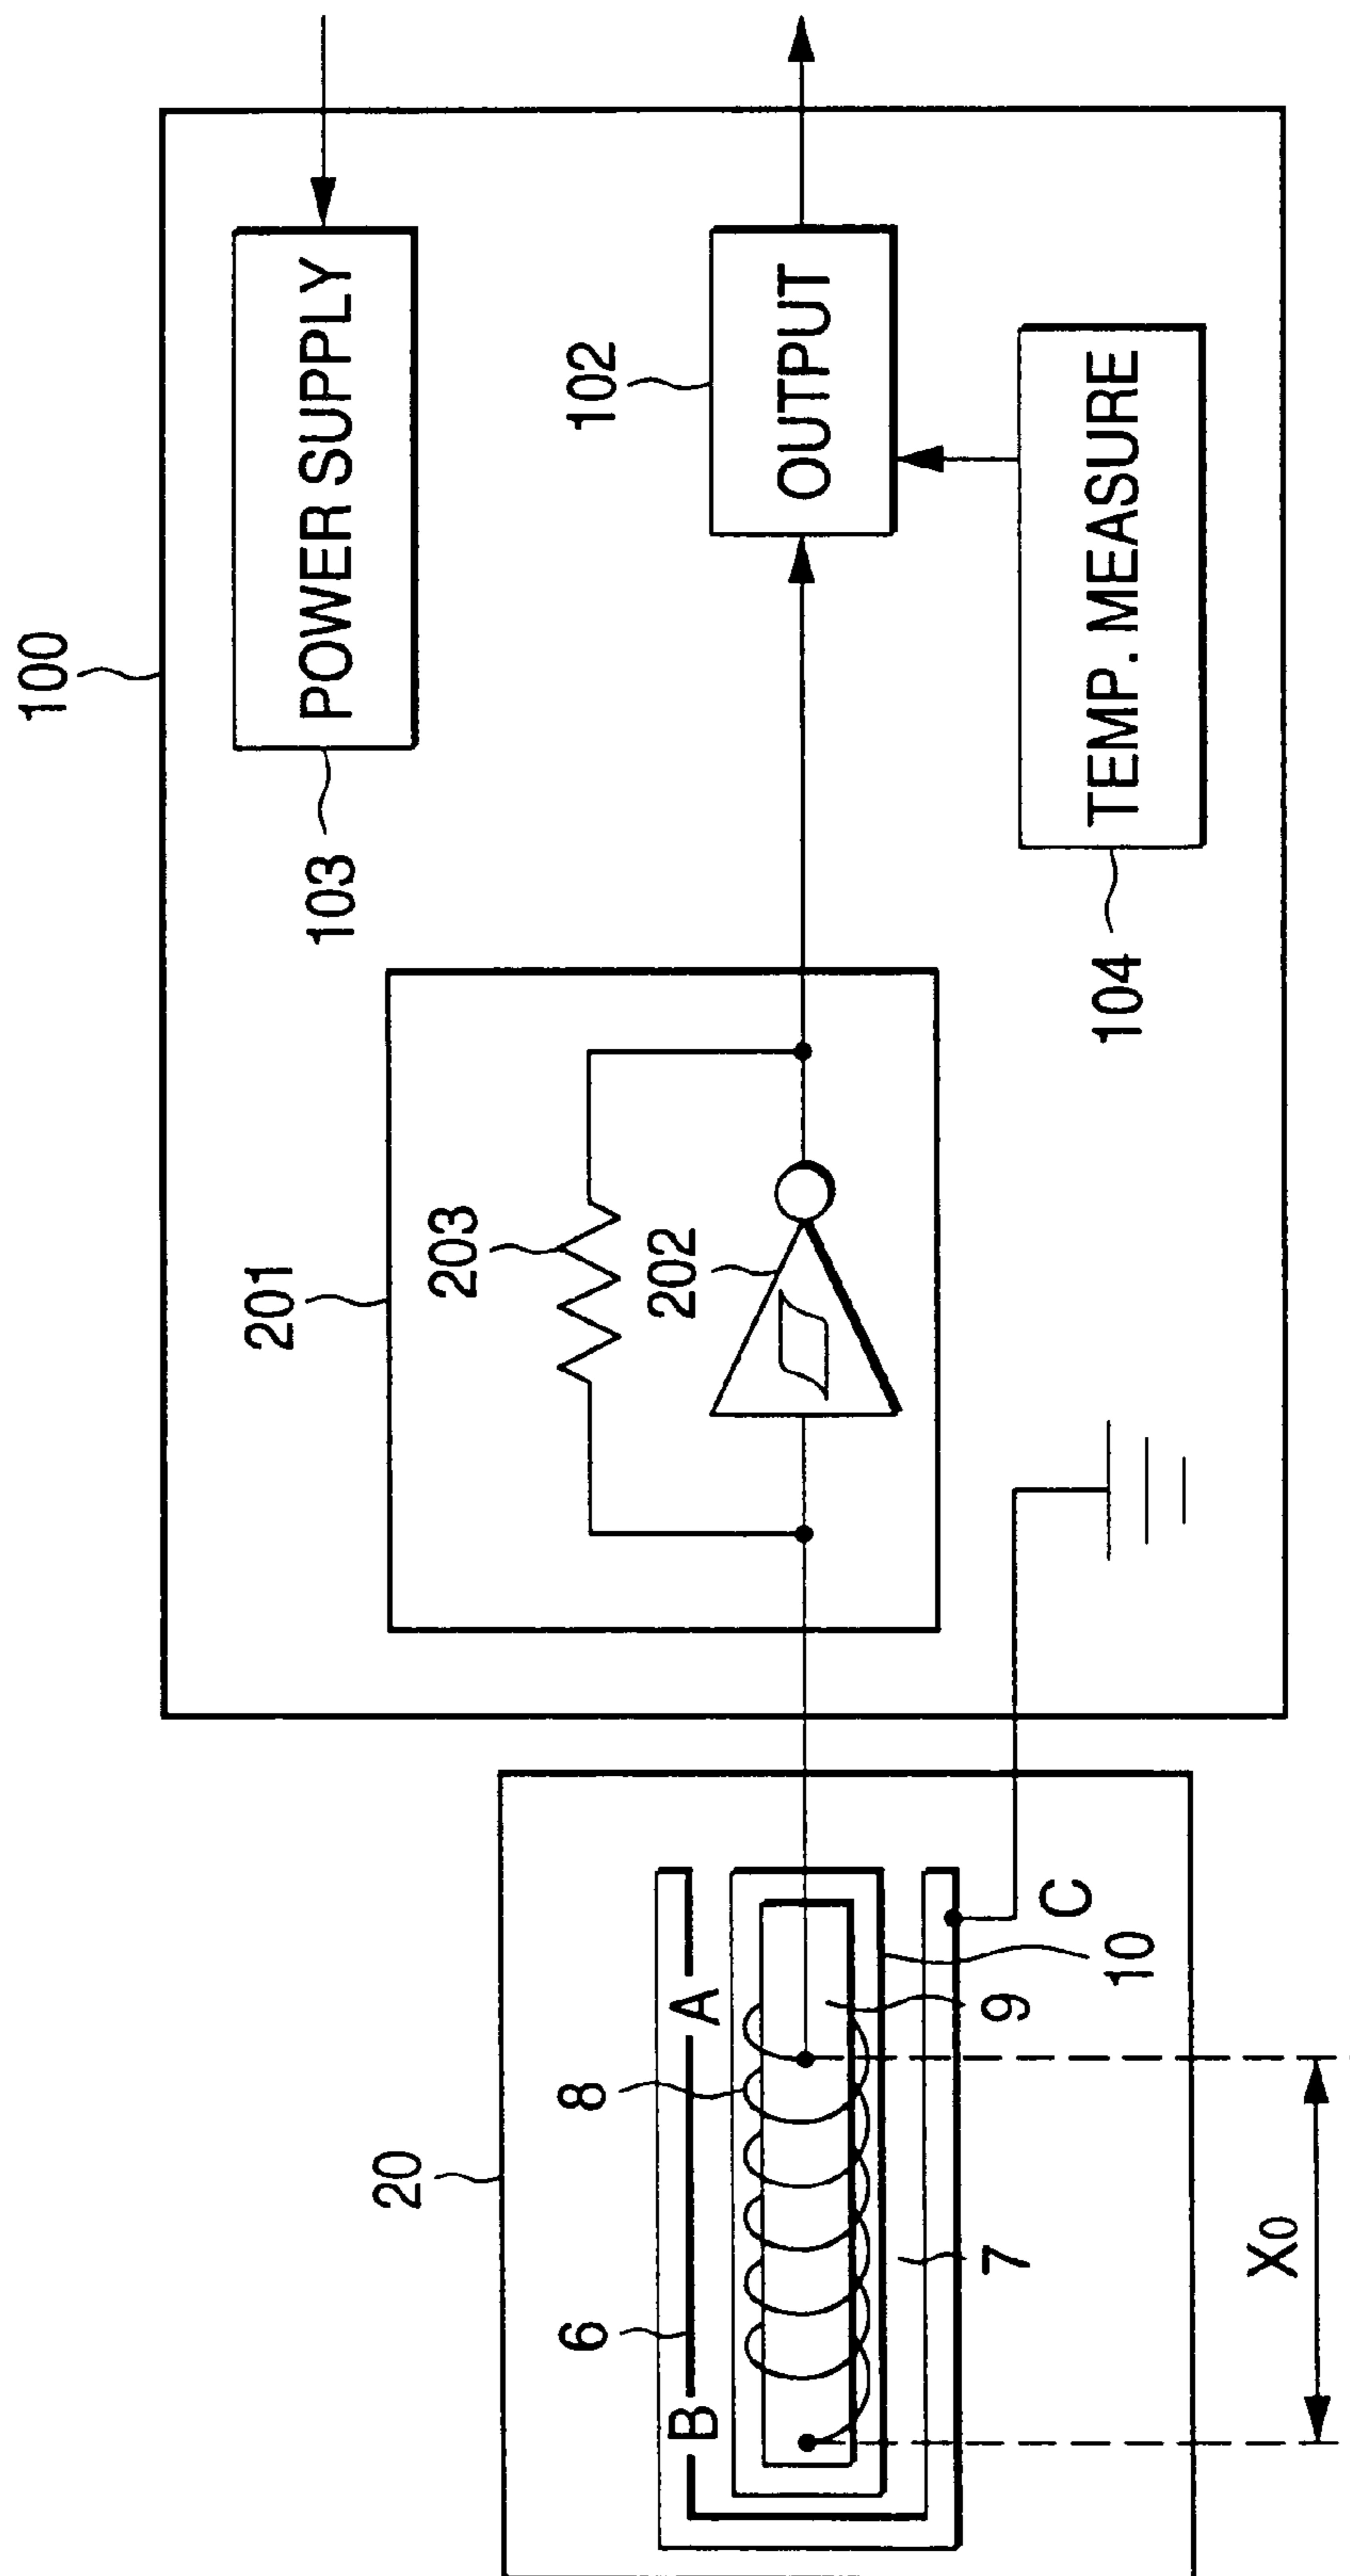 100
POWER SUPPLY
103
102
OUTPUT
TEMP. MEASURE
104
201
203
202
20
A
B
C
8
6
10
9
7
X0